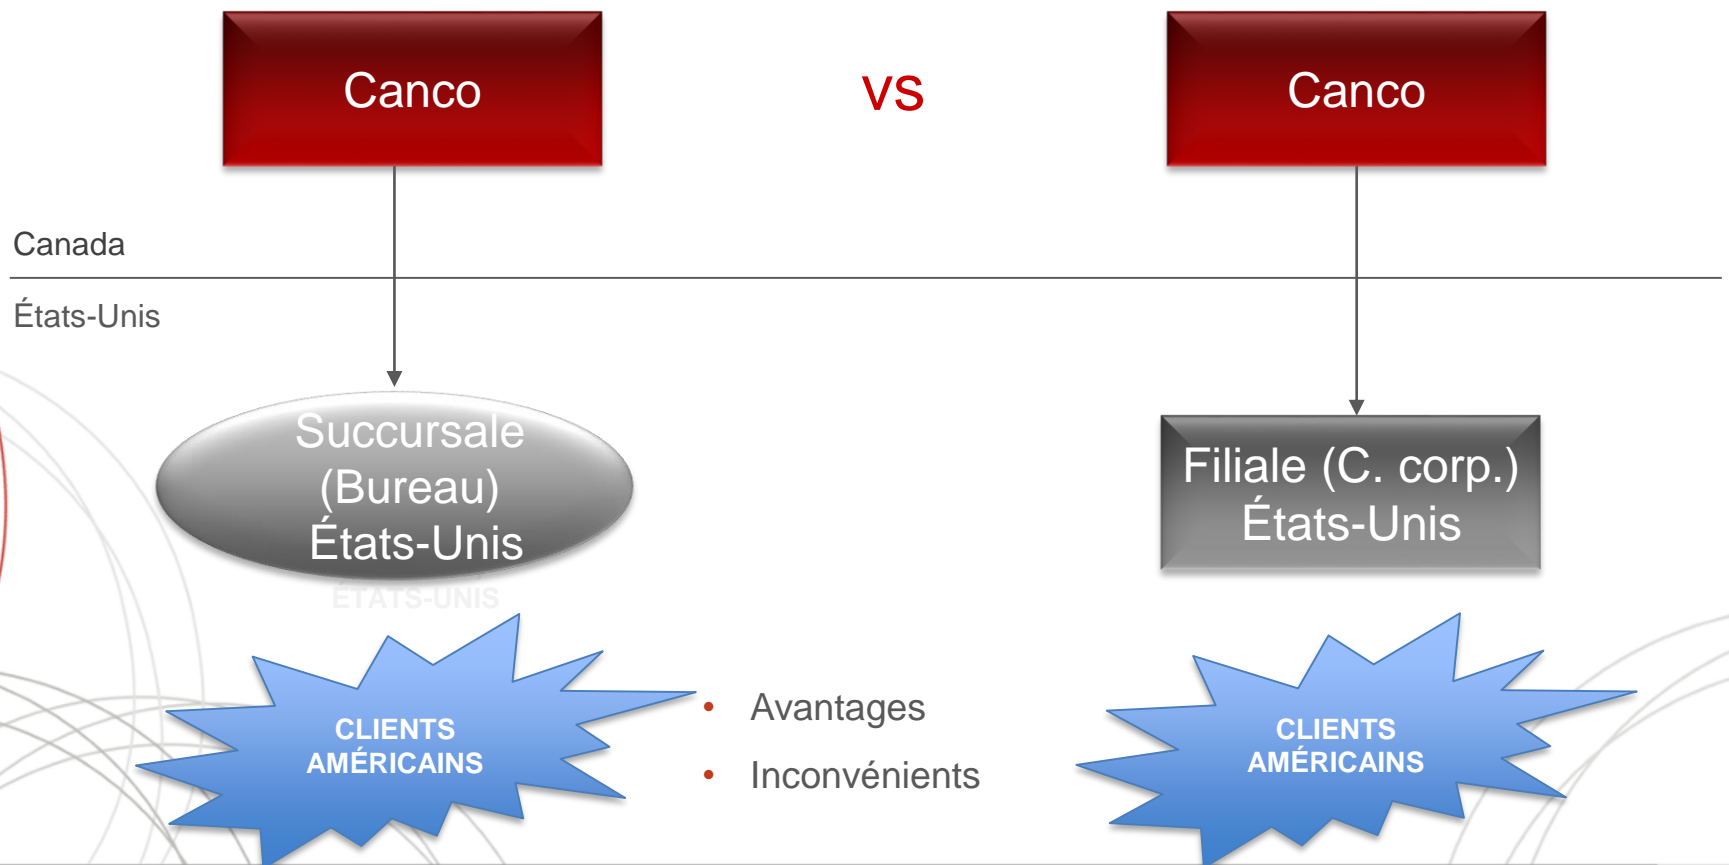 Canco
vs
Canco
Canada
États-Unis
Succursale
(Bureau)
États-Unis
ÉTATS-UNIS
Filiale (C. corp.)
États-Unis
CLIENTS
AMÉRICAINS
• Avantages
• Inconvénients
CLIENTS
AMÉRICAINS